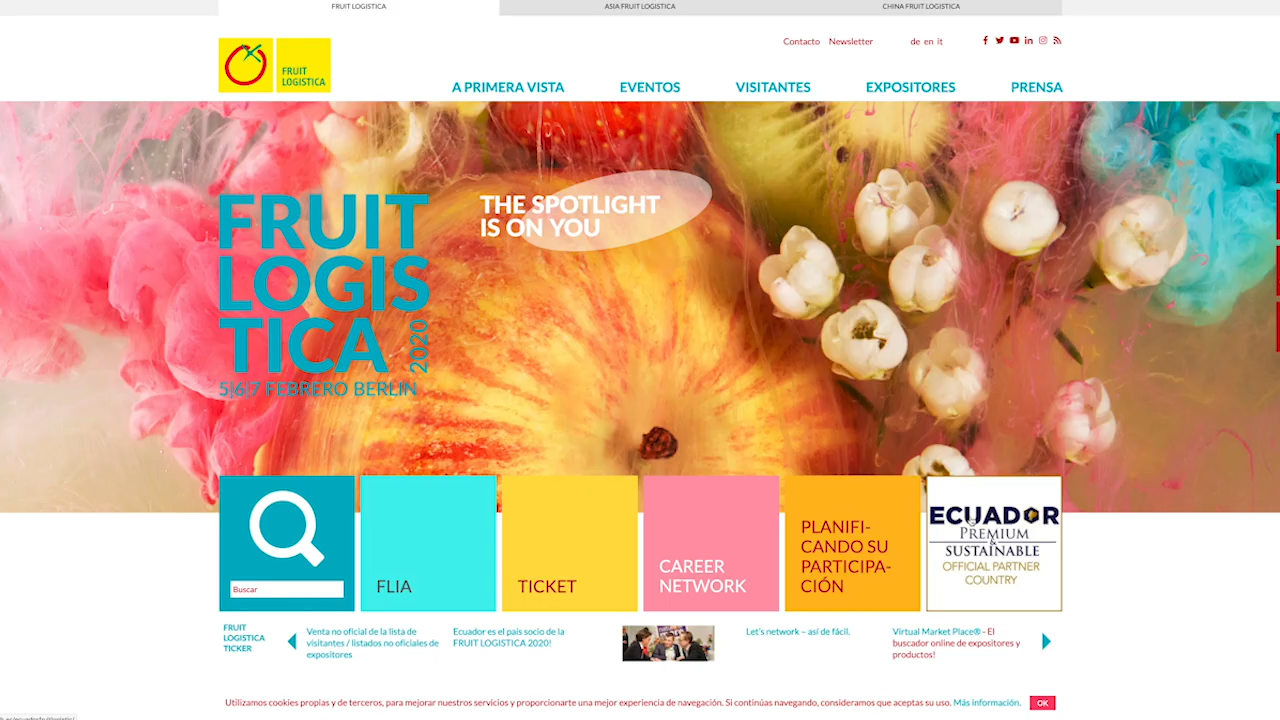 FRUIT LOGISTICA
ASIA FRUIT LOGISTICA
CHINA FRUIT LOGISTICA
Contacto
Newsletter
de en it
FRUIT
LOGISTICA
A PRIMERA VISTA
EVENTOS
VISITANTES
EXPOSITORES
PRENSA
FRUIT
LOGIS
TICA
2020
5|6|7 FEBRERO BERLIN
THE SPOTLIGHT
IS ON YOU
Buscar
FLIA
TICKET
CAREER
NETWORK
PLANIFI-
CANDO SU
PARTICIPA-
CIÓN
ECUADOR
PREMIUM
&
SUSTAINABLE
OFFICIAL PARTNER
COUNTRY
FRUIT
LOGISTICA
TICKER
Venta no oficial de la lista de
visitantes / listados no oficiales de
expositores
Ecuador es el país socio de la
FRUIT LOGISTICA 2020!
Let's network – así de fácil.
Virtual Market Place® - El
buscador online de expositores y
productos!
Utilizamos cookies propias y de terceros, para mejorar nuestros servicios y proporcionarte una mejor experiencia de navegación. Si continúas navegando, consideramos que aceptas su uso. Más información.
OK